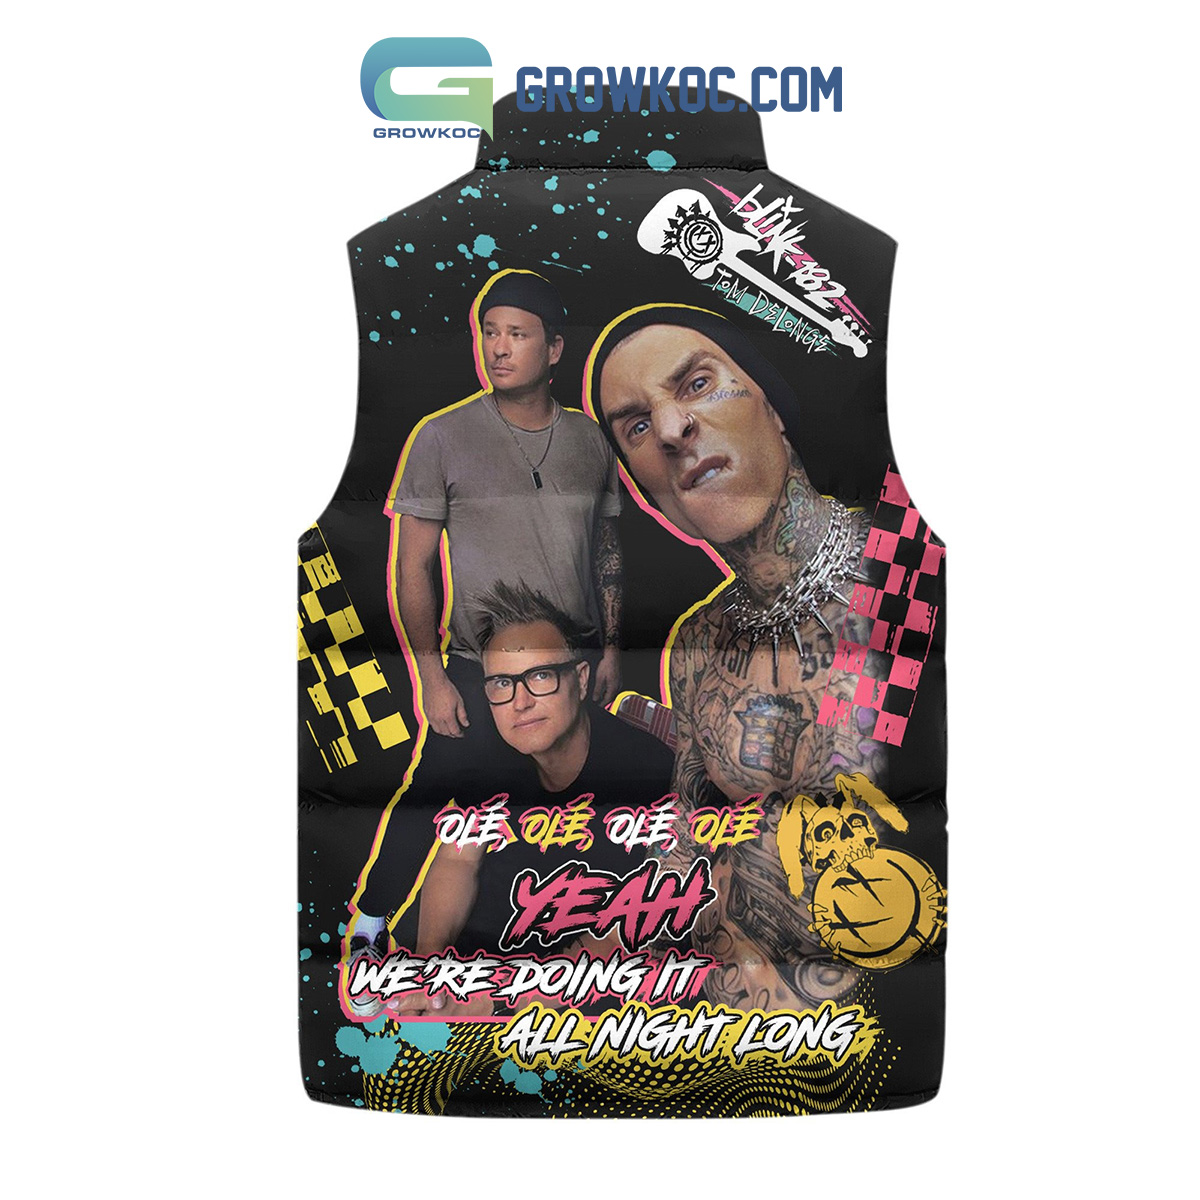 GROWKOC
GROWKOC.COM
blink-182
TOM DELONGE
OLÉ, OLÉ, OLÉ, OLÉ
YEAH
WE'RE DOING IT
ALL NIGHT LONG